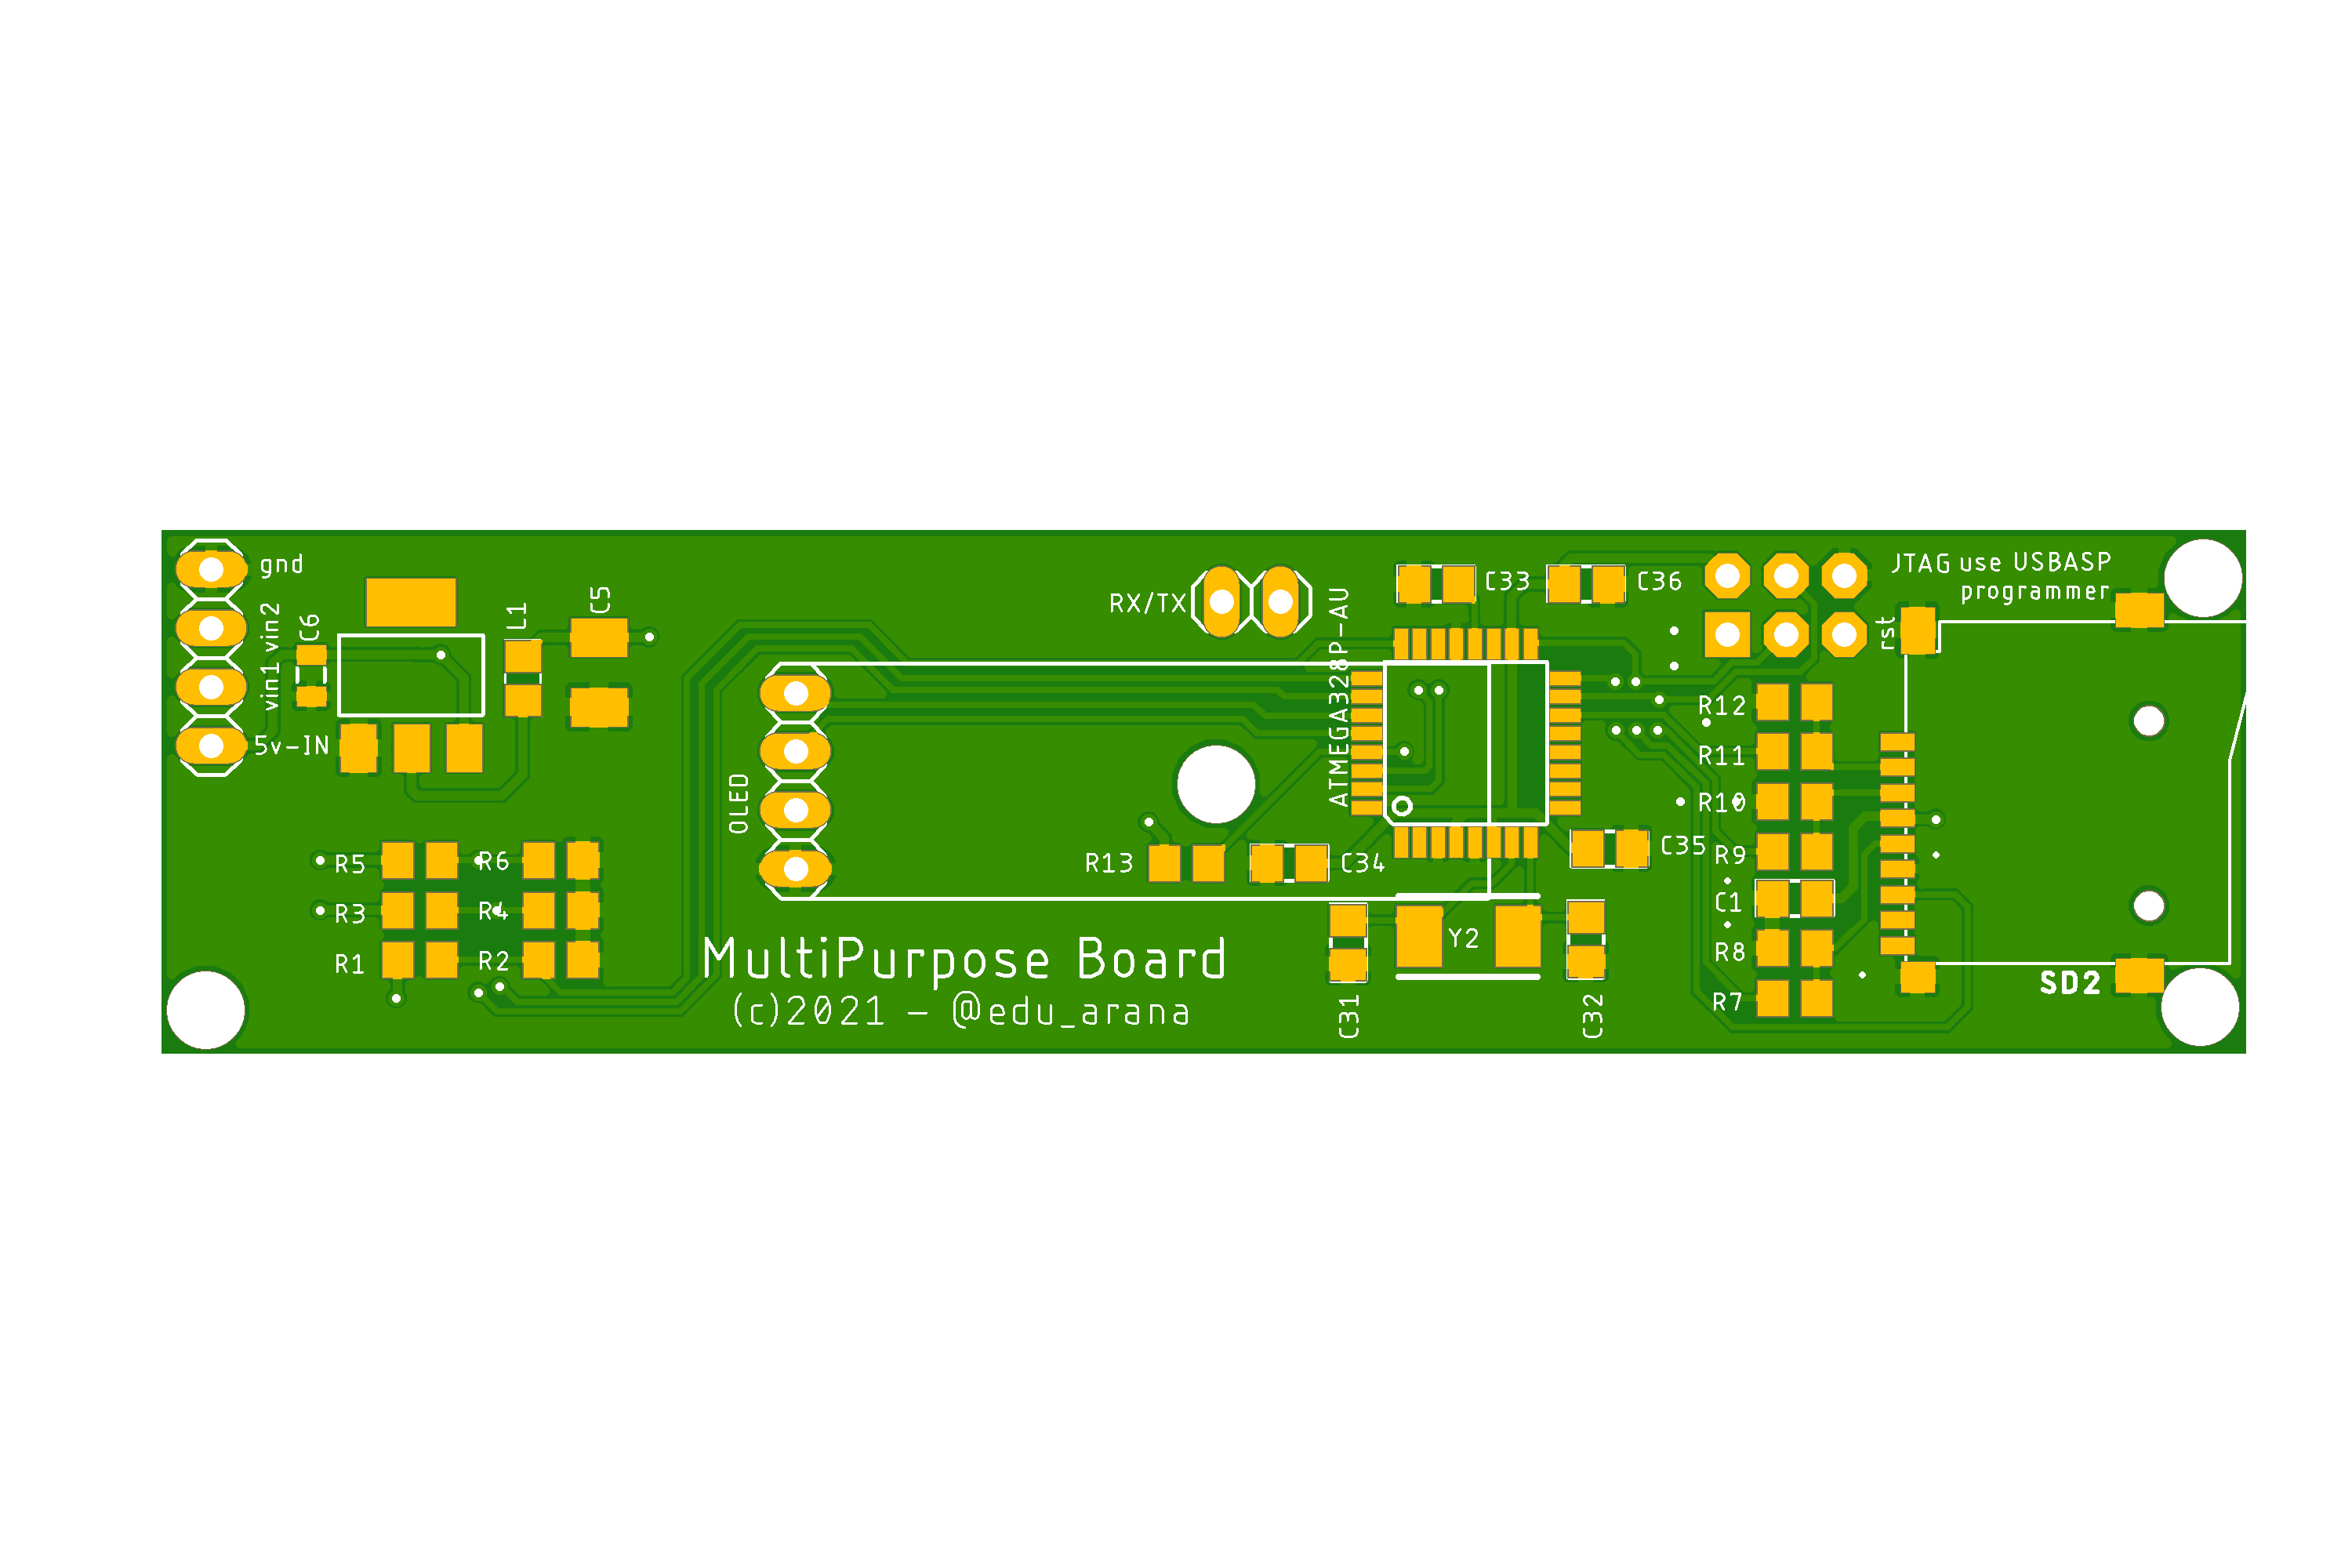 gnd
vin2
vin1
5v-IN
C6
L1
C5
RX/TX
C33
C36
JTAG use USBASP
programmer
rst
ATMEGA328P-AU
OLED
R12
R11
R10
R9
C1
R8
R7
R13
C34
C35
R5
R6
R3
R4
R1
R2
Y2
C31
C32
SD2
MultiPurpose Board
(c)2021 - @edu_arana